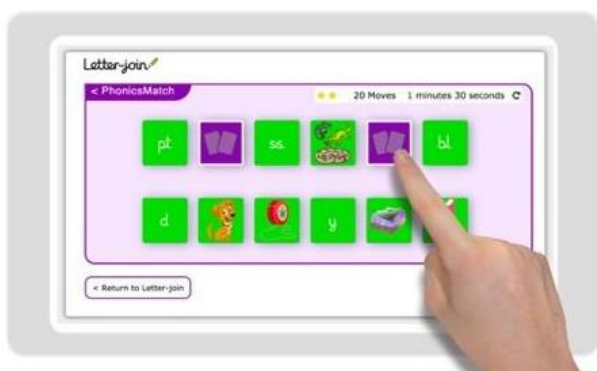 Letter-join
< PhonicsMatch
20 Moves 1 minutes 30 seconds
pt ss bl
d y
< Return to Letter-join